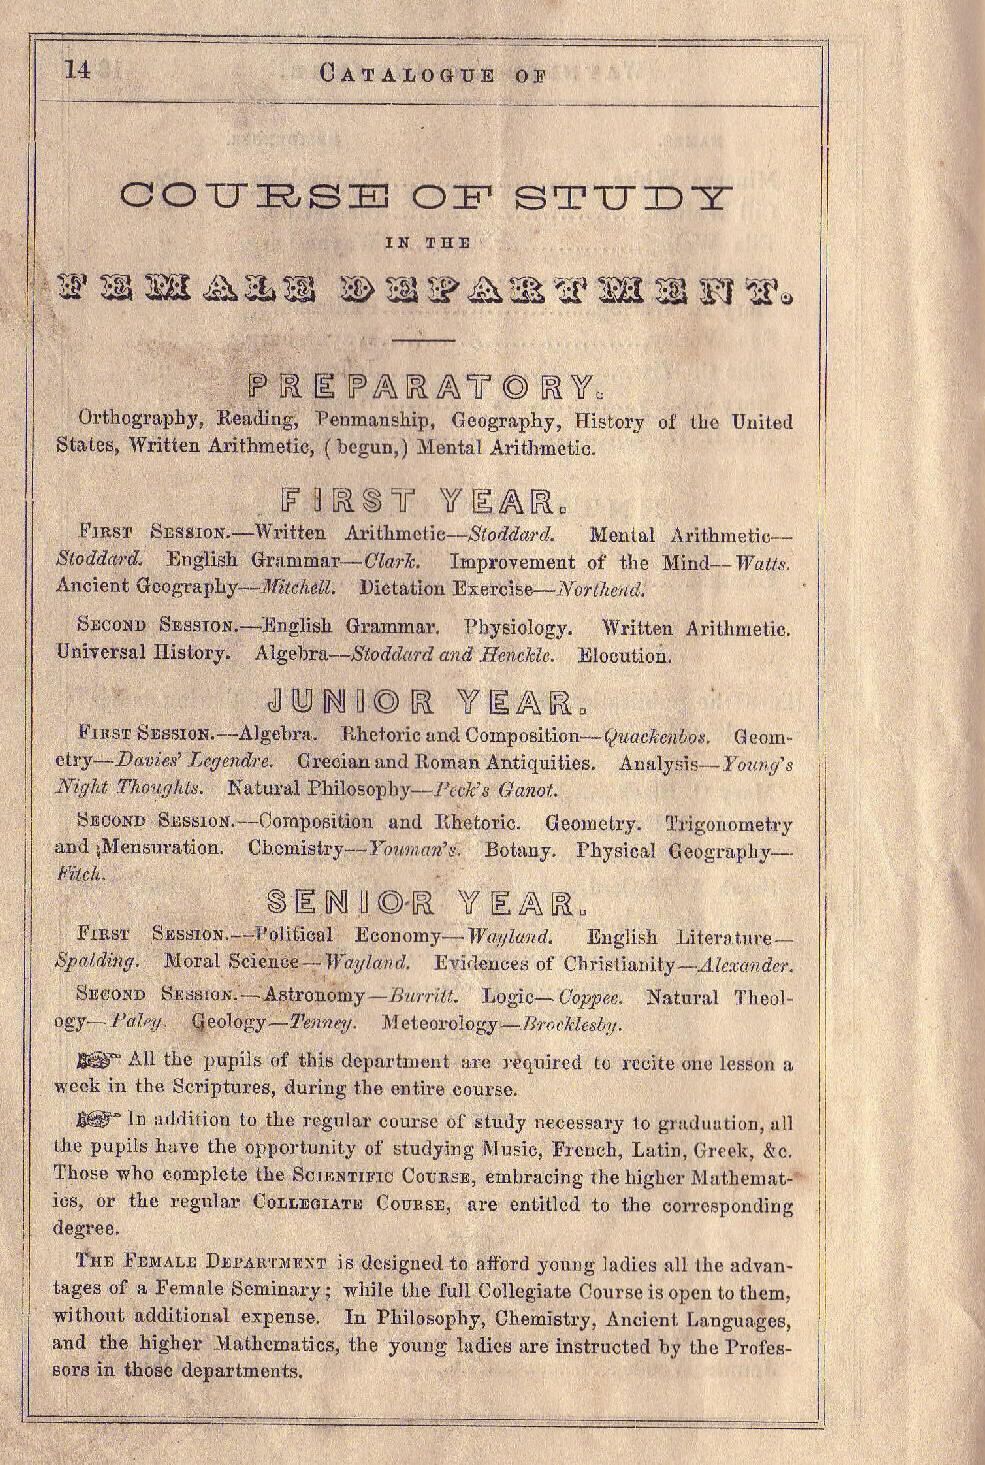 14 CATALOGUE OF
COURSE OF STUDY
IN THE
FEMALE DEPARTMENT.
PREPARATORY.
Orthography, Reading, Penmanship, Geography, History of the United
States, Written Arithmetic, ( begun,) Mental Arithmetic.
FIRST YEAR.
FIRST SESSION.—Written Arithmetic—Stoddard. Mental Arithmetic—
Stoddard. English Grammar—Clark. Improvement of the Mind—Watts.
Ancient Geography—Mitchell. Dictation Exercise—Northend.
SECOND SESSION.—English Grammar. Physiology. Written Arithmetic.
Universal History. Algebra—Stoddard and Henckle. Elocution.
JUNIOR YEAR.
FIRST SESSION.—Algebra. Rhetoric and Composition—Quackenbos. Geom-
etry—Davies' Legendre. Grecian and Roman Antiquities. Analysis—Young's
Night Thoughts. Natural Philosophy—Peck's Ganot.
SECOND SESSION.—Composition and Rhetoric. Geometry. Trigonometry
and Mensuration. Chemistry—Youman's. Botany. Physical Geography—
Fitch.
SENIOR YEAR.
FIRST SESSION.—Political Economy—Wayland. English Literature—
Spalding. Moral Science—Wayland. Evidences of Christianity—Alexander.
SECOND SESSION.—Astronomy—Burritt. Logic—Coppee. Natural Theol-
ogy—Paley. Geology—Tenney. Meteorology—Brocklesby.
☞ All the pupils of this department are required to recite one lesson a
week in the Scriptures, during the entire course.
☞ In addition to the regular course of study necessary to graduation, all
the pupils have the opportunity of studying Music, French, Latin, Greek, &c.
Those who complete the SCIENTIFIC COURSE, embracing the higher Mathemat-
ics, or the regular COLLEGIATE COURSE, are entitled to the corresponding
degree.
THE FEMALE DEPARTMENT is designed to afford young ladies all the advan-
tages of a Female Seminary; while the full Collegiate Course is open to them,
without additional expense. In Philosophy, Chemistry, Ancient Languages,
and the higher Mathematics, the young ladies are instructed by the Profes-
sors in those departments.